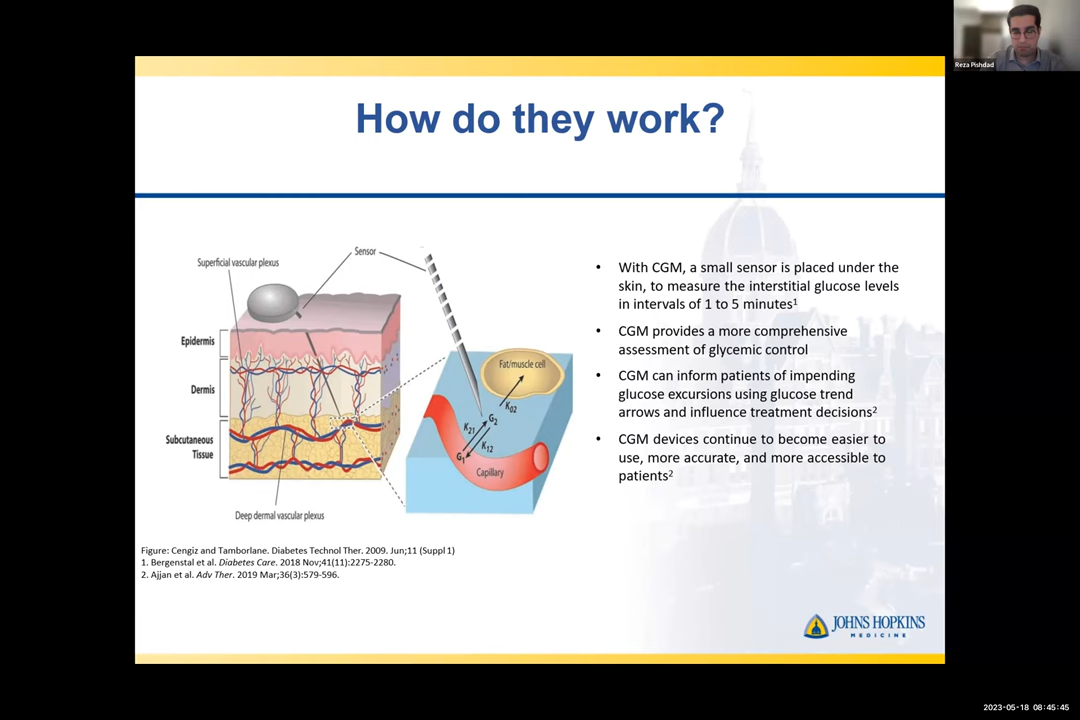 Reza Pishdad
How do they work?
Superficial vascular plexus
Sensor
Epidermis
Dermis
Subcutaneous
Tissue
Deep dermal vascular plexus
Fat/muscle cell
K02
G2
K21
K12
G1
Capillary
• With CGM, a small sensor is placed under the
skin, to measure the interstitial glucose levels
in intervals of 1 to 5 minutes1
• CGM provides a more comprehensive
assessment of glycemic control
• CGM can inform patients of impending
glucose excursions using glucose trend
arrows and influence treatment decisions2
• CGM devices continue to become easier to
use, more accurate, and more accessible to
patients2
Figure: Cengiz and Tamborlane. Diabetes Technol Ther. 2009. Jun;11 (Suppl 1)
1. Bergenstal et al. Diabetes Care. 2018 Nov;41(11):2275-2280.
2. Ajjan et al. Adv Ther. 2019 Mar;36(3):579-596.
JOHNS HOPKINS
MEDICINE
2023-05-18 08:45:45